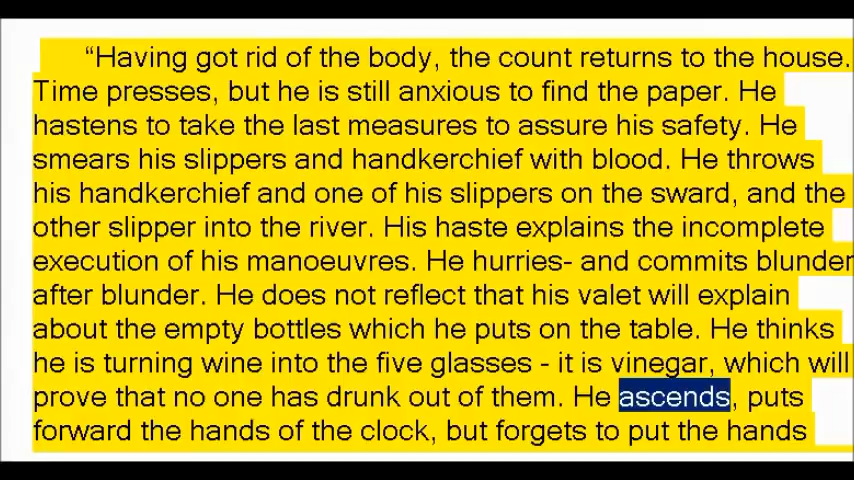 “Having got rid of the body, the count returns to the house.
Time presses, but he is still anxious to find the paper. He
hastens to take the last measures to assure his safety. He
smears his slippers and handkerchief with blood. He throws
his handkerchief and one of his slippers on the sward, and the
other slipper into the river. His haste explains the incomplete
execution of his manoeuvres. He hurries- and commits blunder
after blunder. He does not reflect that his valet will explain
about the empty bottles which he puts on the table. He thinks
he is turning wine into the five glasses - it is vinegar, which will
prove that no one has drunk out of them. He ascends, puts
forward the hands of the clock, but forgets to put the hands